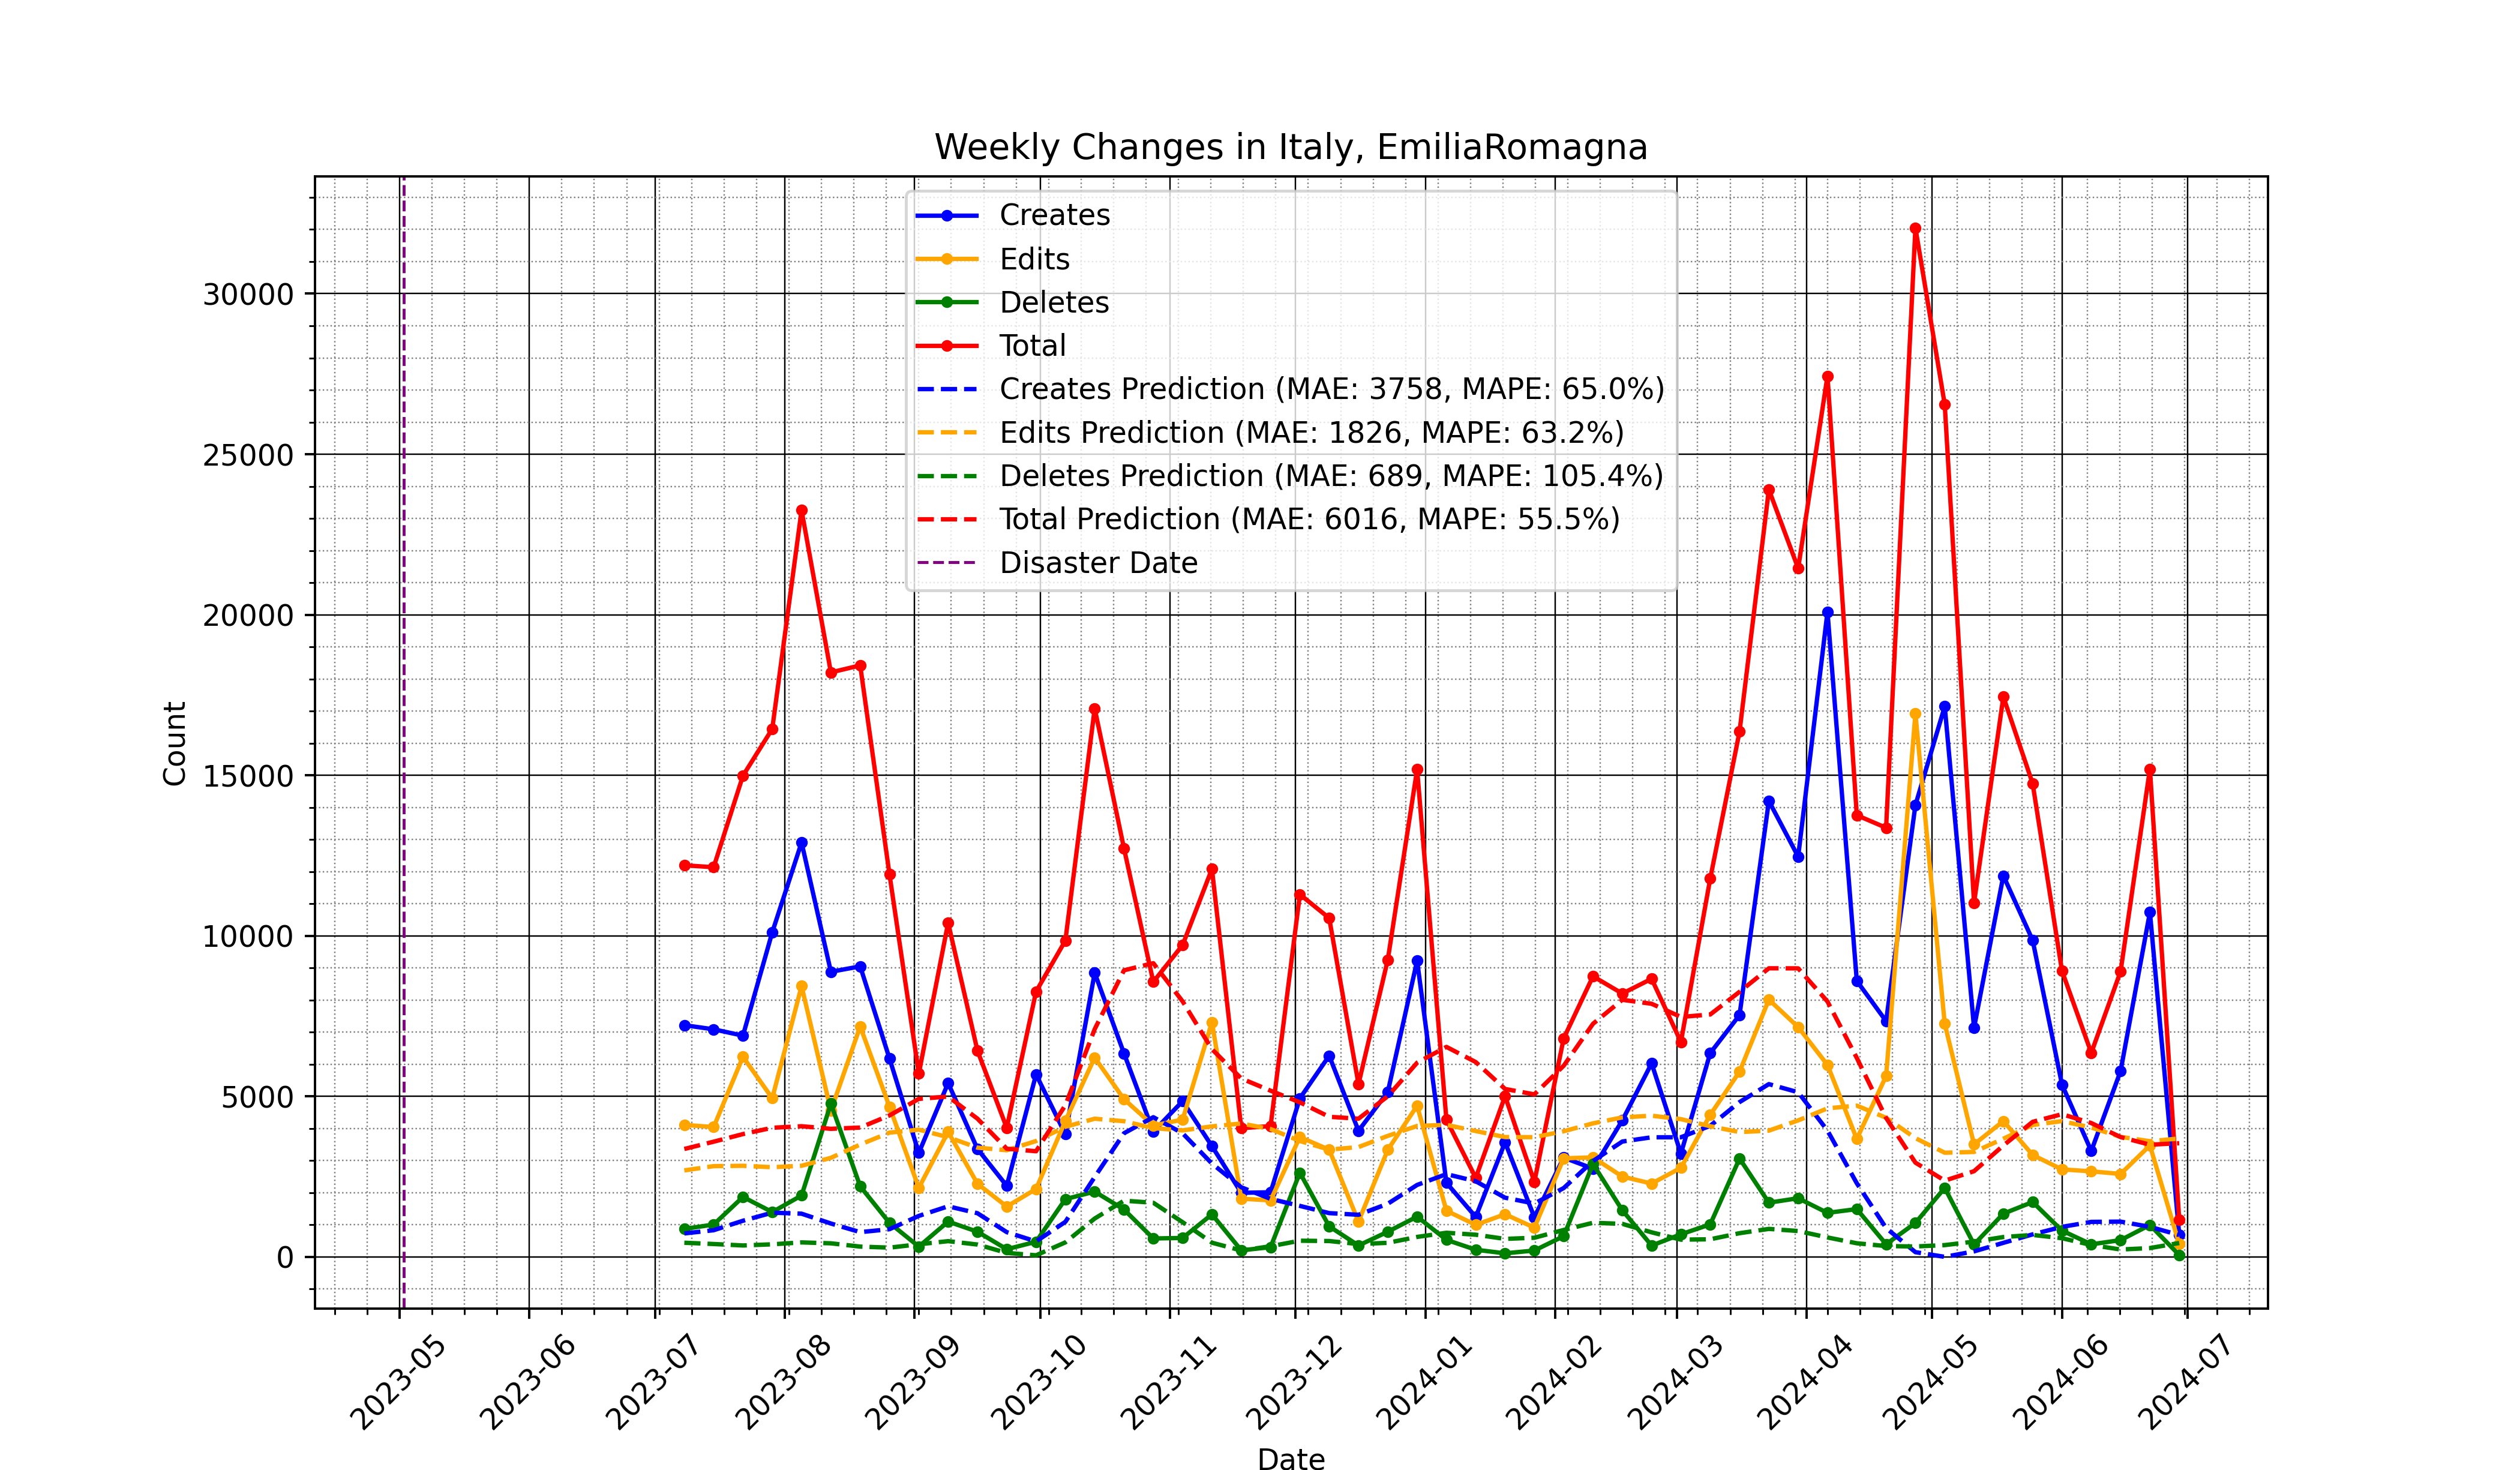 Weekly Changes in Italy, EmiliaRomagna
Creates
Edits
Deletes
Total
Creates Prediction (MAE: 3758, MAPE: 65.0%)
Edits Prediction (MAE: 1826, MAPE: 63.2%)
Deletes Prediction (MAE: 689, MAPE: 105.4%)
Total Prediction (MAE: 6016, MAPE: 55.5%)
Disaster Date
30000
25000
20000
15000
10000
5000
0
Count
2023-05
2023-06
2023-07
2023-08
2023-09
2023-10
2023-11
2023-12
2024-01
2024-02
2024-03
2024-04
2024-05
2024-06
2024-07
Date